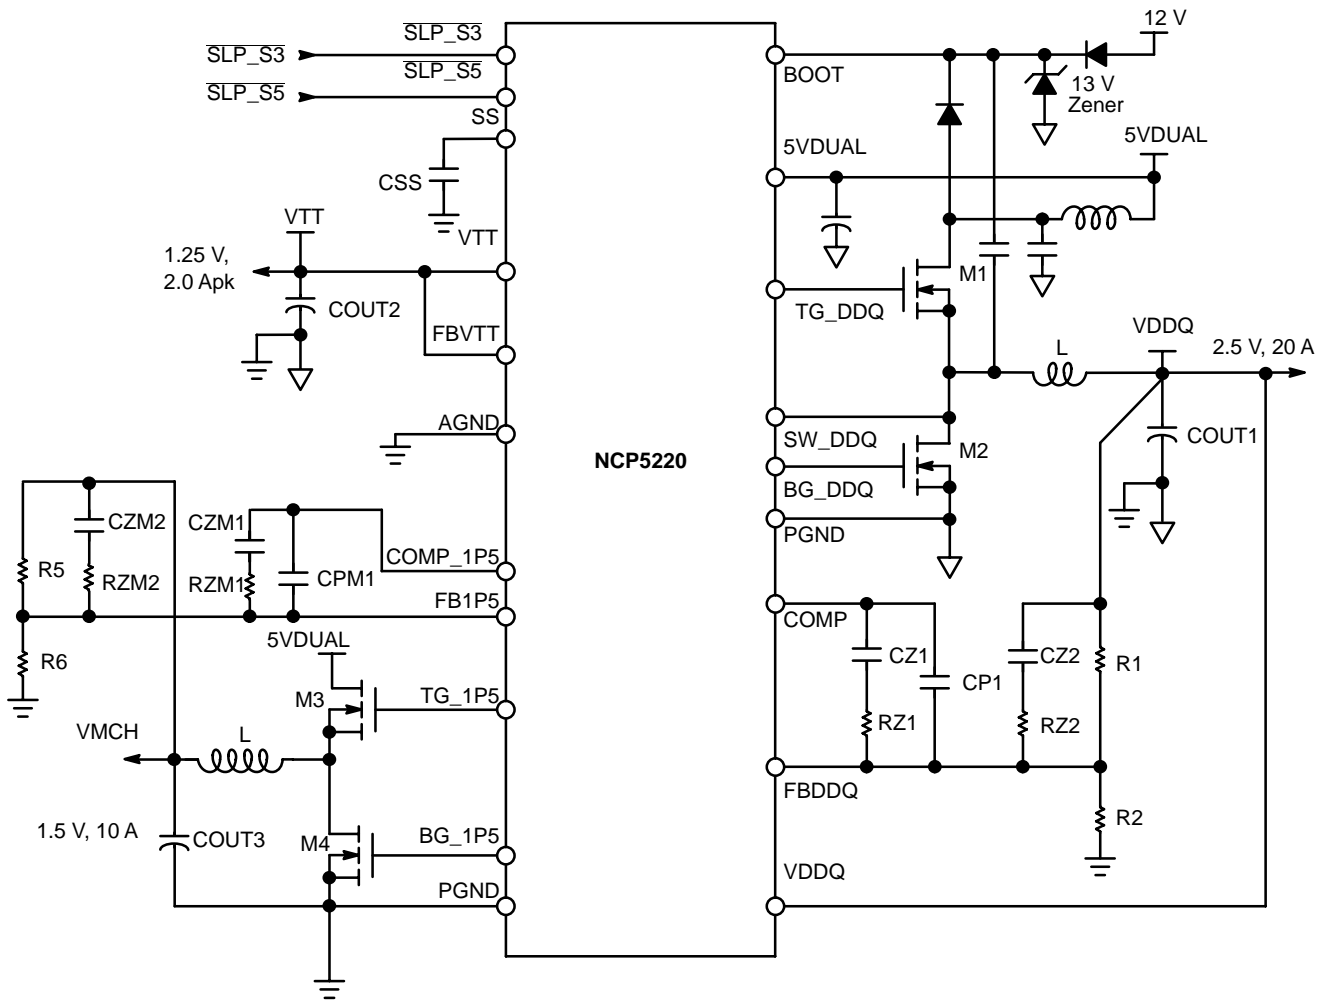 SLP_S3
SLP_S3
SLP_S5
SLP_S5
SS
CSS
VTT
VTT
1.25 V,
2.0 Apk
COUT2
FBVTT
AGND
CZM2
CZM1
COMP_1P5
R5
RZM2
RZM1
CPM1
FB1P5
5VDUAL
R6
M3
TG_1P5
VMCH
L
1.5 V, 10 A
COUT3
M4
BG_1P5
PGND
NCP5220
12 V
BOOT
13 V
Zener
5VDUAL
5VDUAL
M1
TG_DDQ
VDDQ
L
2.5 V, 20 A
SW_DDQ
M2
COUT1
BG_DDQ
PGND
COMP
CZ1
CP1
CZ2
R1
RZ1
RZ2
FBDDQ
R2
VDDQ